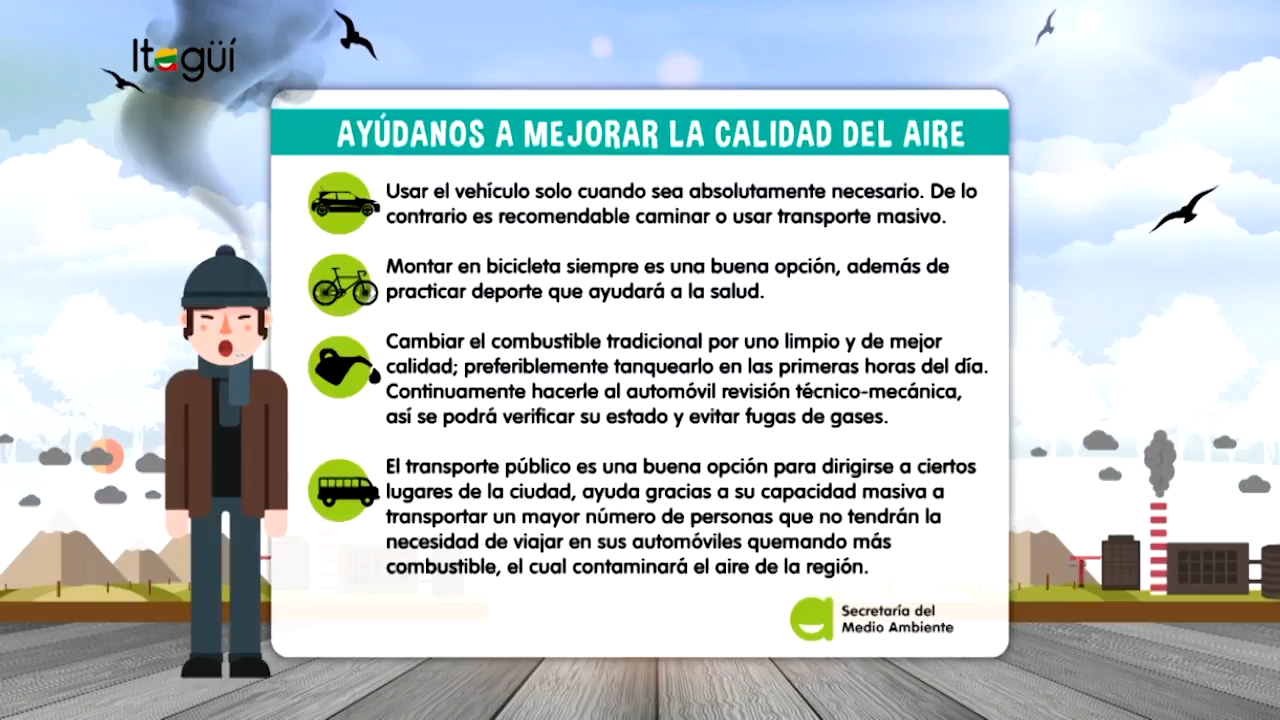 Itagüí
AYÚDANOS A MEJORAR LA CALIDAD DEL AIRE
Usar el vehículo solo cuando sea absolutamente necesario. De lo
contrario es recomendable caminar o usar transporte masivo.
Montar en bicicleta siempre es una buena opción, además de
practicar deporte que ayudará a la salud.
Cambiar el combustible tradicional por uno limpio y de mejor
calidad; preferiblemente tanquearlo en las primeras horas del día.
Continuamente hacerle al automóvil revisión técnico-mecánica,
así se podrá verificar su estado y evitar fugas de gases.
El transporte público es una buena opción para dirigirse a ciertos
lugares de la ciudad, ayuda gracias a su capacidad masiva a
transportar un mayor número de personas que no tendrán la
necesidad de viajar en sus automóviles quemando más
combustible, el cual contaminará el aire de la región.
Secretaría del
Medio Ambiente